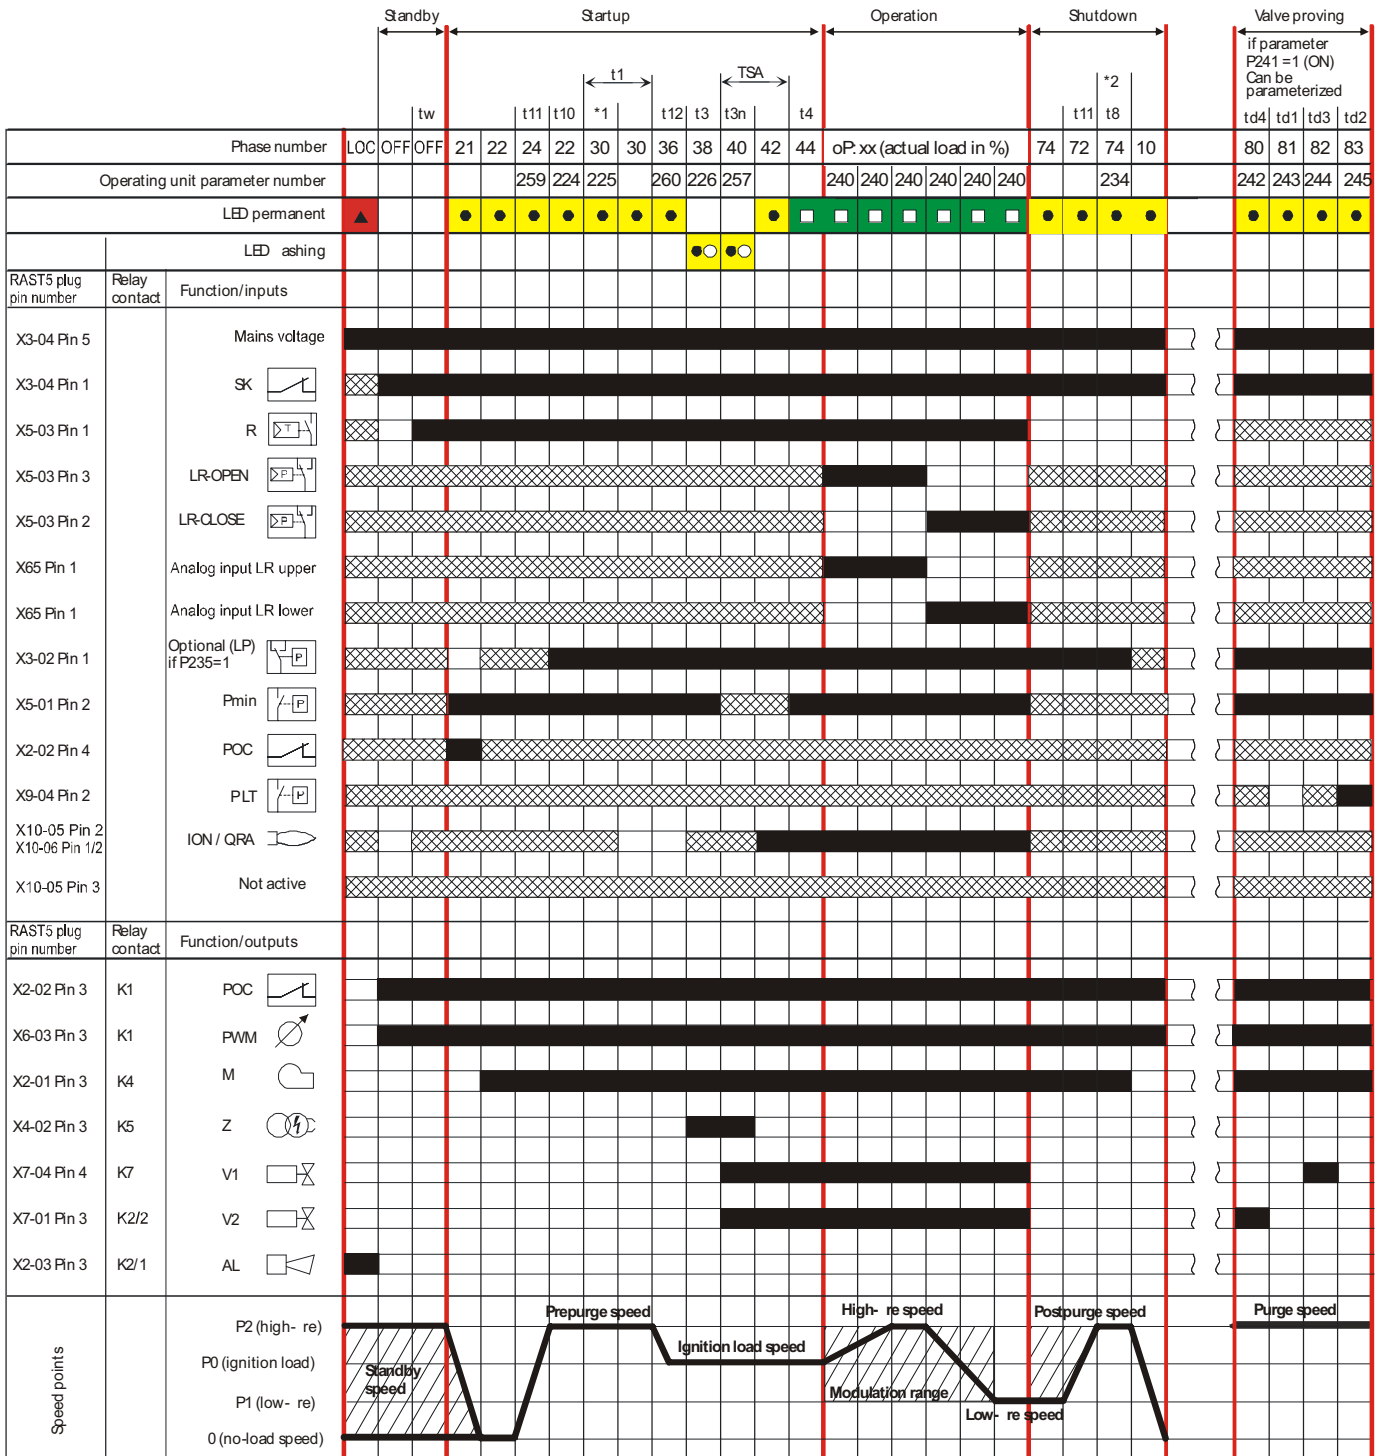 Standby Startup Operation Shutdown Valve proving
if parameter
P241 =1 (ON)
Can be
parameterized
t1 TSA *2
tw t11 t10 *1 t12 t3 t3n t4 t11 t8 td4 td1 td3 td2
Phase number LOC OFF OFF 21 22 24 22 30 30 36 38 40 42 44 oP: xx (actual load in %) 74 72 74 10 80 81 82 83
Operating unit parameter number 259 224 225 260 226 257 240 240 240 240 240 240 234 242 243 244 245
LED permanent
LED ashing
RAST5 plug
pin number
Relay
contact
Function/inputs
X3-04 Pin 5 Mains voltage
X3-04 Pin 1 SK
X5-03 Pin 1 R T
X5-03 Pin 3 LR-OPEN P
X5-03 Pin 2 LR-CLOSE P
X65 Pin 1 Analog input LR upper
X65 Pin 1 Analog input LR lower
X3-02 Pin 1 Optional (LP)
if P235=1 P
X5-01 Pin 2 Pmin P
X2-02 Pin 4 POC
X9-04 Pin 2 PLT P
X10-05 Pin 2
X10-06 Pin 1/2
ION / QRA
X10-05 Pin 3 Not active
RAST5 plug
pin number
Relay
contact
Function/outputs
X2-02 Pin 3 K1 POC
X6-03 Pin 3 K1 PWM
X2-01 Pin 3 K4 M
X4-02 Pin 3 K5 Z
X7-04 Pin 4 K7 V1
X7-01 Pin 3 K2/2 V2
X2-03 Pin 3 K2/1 AL
Speed points
P2 (high- re)
P0 (ignition load)
P1 (low- re)
0 (no-load speed)
Standby
speed
Prepurge speed
Ignition load speed
High- re speed
Modulation range
Low- re speed
Postpurge speed
Purge speed